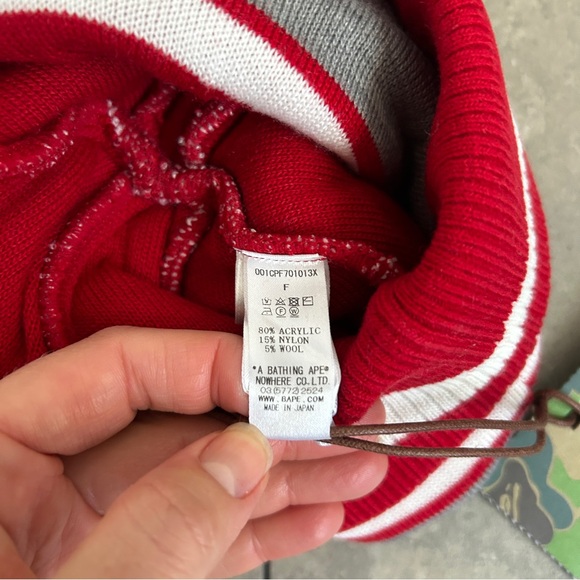 001CPF701013X
F
80% ACRYLIC
15% NYLON
5% WOOL
*A BATHING APE®
NOWHERE CO.LTD.
03(5772)2524
WWW.BAPE.COM
MADE IN JAPAN